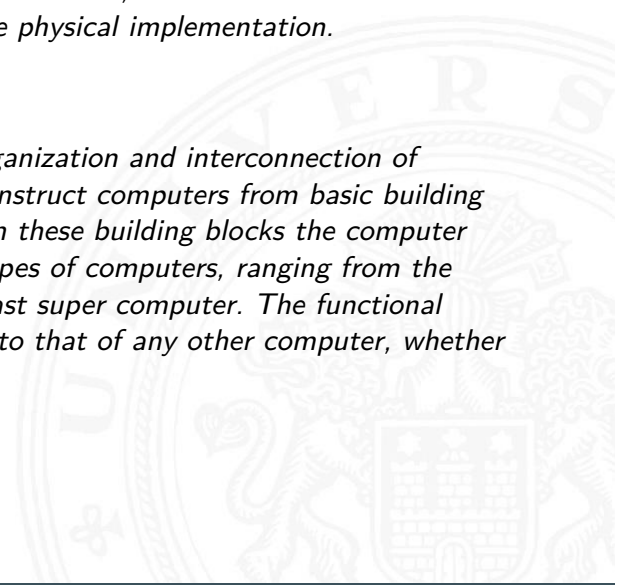 e physical implementation.
ganization and interconnection of
nstruct computers from basic building
n these building blocks the computer
pes of computers, ranging from the
st super computer. The functional
to that of any other computer, whether
U N I V E R S